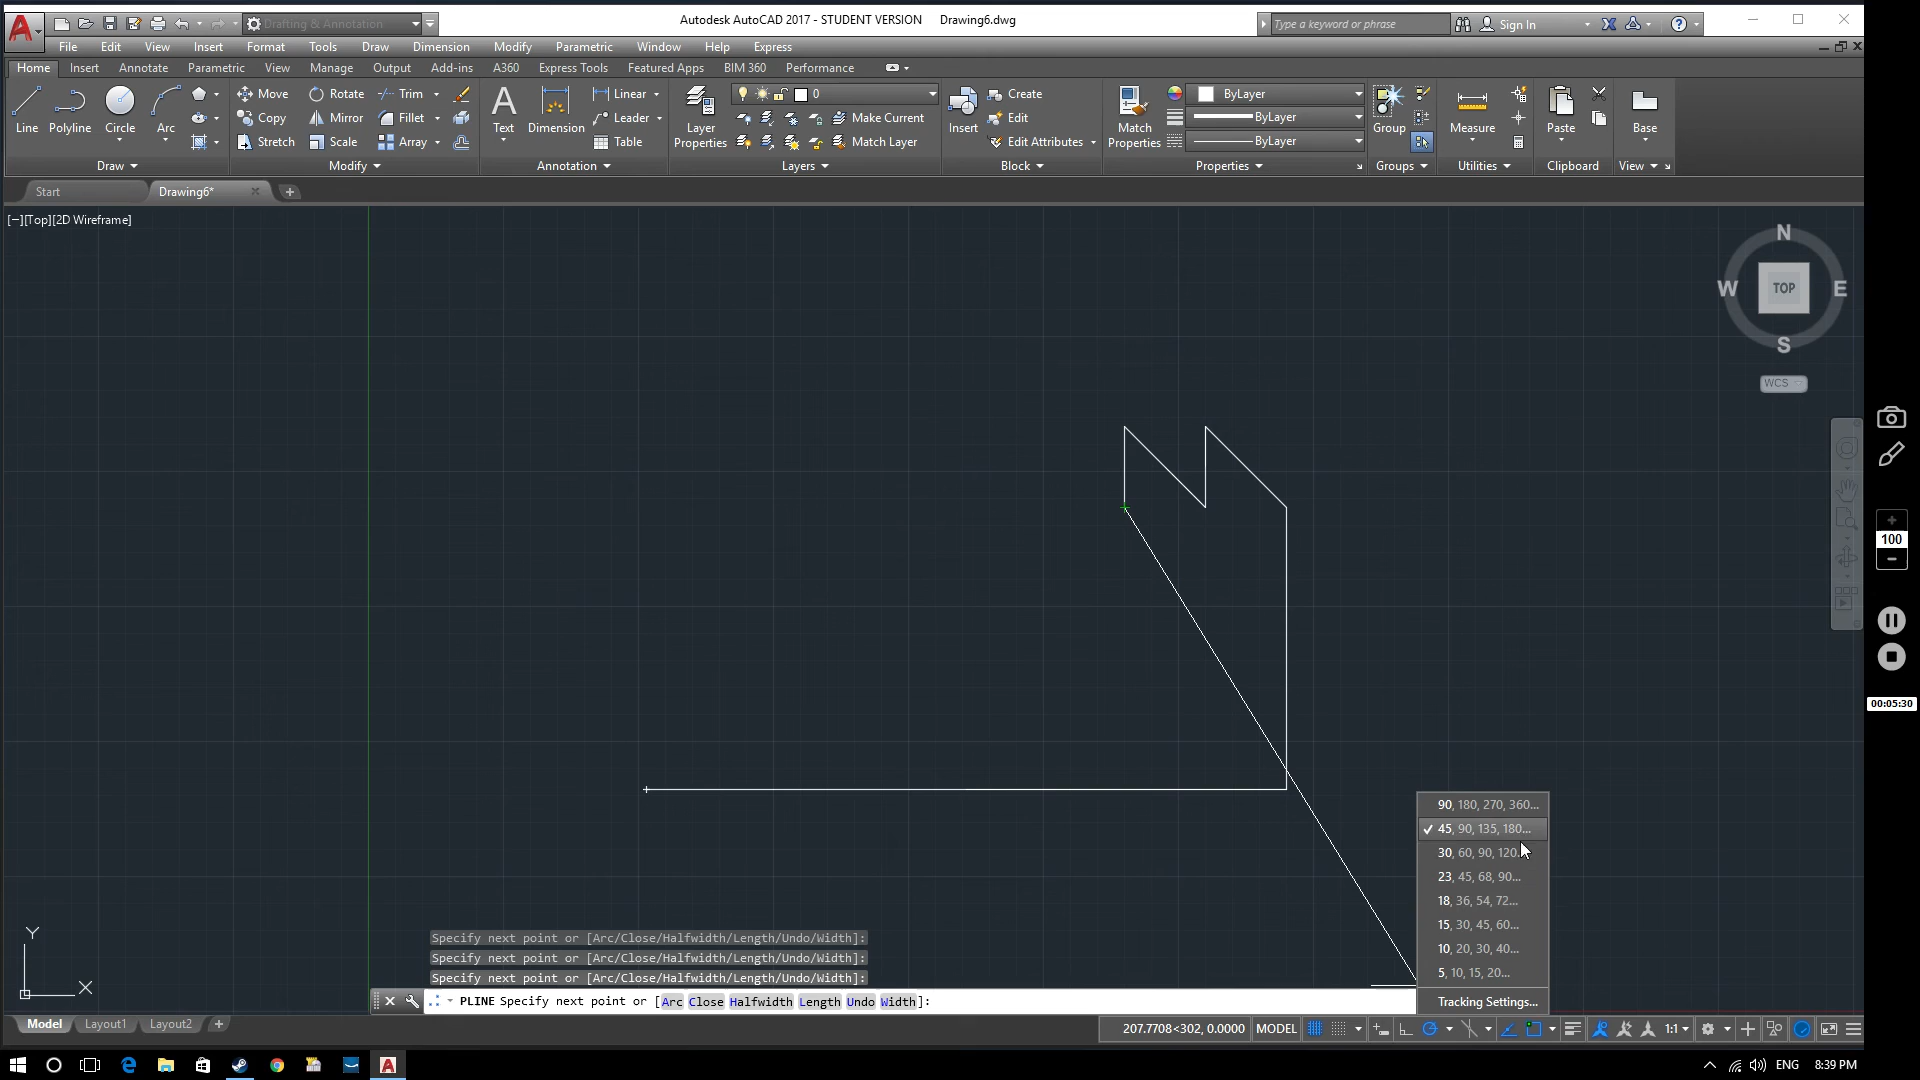 Drafting & Annotation
Autodesk AutoCAD 2017 - STUDENT VERSION Drawing6.dwg
Type a keyword or phrase
Sign In
File Edit View Insert Format Tools Draw Dimension Modify Parametric Window Help Express
Home Insert Annotate Parametric View Manage Output Add-ins A360 Express Tools Featured Apps BIM 360 Performance
Line Polyline Circle Arc
Move Rotate Trim
Copy Mirror Fillet
Stretch Scale Array
Text Dimension
Linear
Leader
Table
Layer
Properties
0
Make Current
Match Layer
Insert
Create
Edit
Edit Attributes
Match
Properties
ByLayer
ByLayer
ByLayer
Group
Measure
Paste
Base
Draw Modify Annotation Layers Block Properties Groups Utilities Clipboard View
Start Drawing6*
[−][Top][2D Wireframe]
N
W TOP E
S
WCS
100
00:05:30
90, 180, 270, 360...
45, 90, 135, 180...
30, 60, 90, 120
23, 45, 68, 90...
18, 36, 54, 72...
15, 30, 45, 60...
10, 20, 30, 40...
5, 10, 15, 20...
Tracking Settings...
Y
X
Specify next point or [Arc/Close/Halfwidth/Length/Undo/Width]:
Specify next point or [Arc/Close/Halfwidth/Length/Undo/Width]:
Specify next point or [Arc/Close/Halfwidth/Length/Undo/Width]:
PLINE Specify next point or [Arc Close Halfwidth Length Undo Width]:
Model Layout1 Layout2
207.7708<302, 0.0000 MODEL 1:1
ENG 8:39 PM